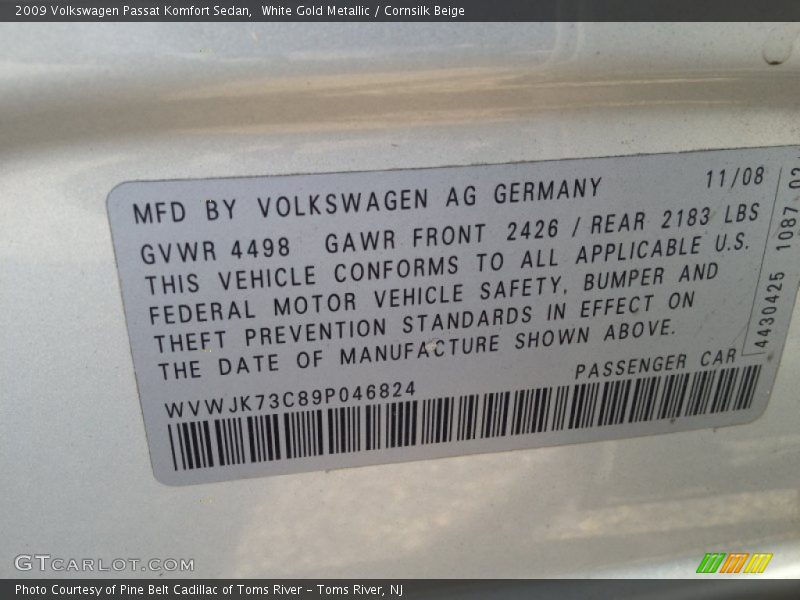 2009 Volkswagen Passat Komfort Sedan, White Gold Metallic / Cornsilk Beige
11/08
MFD BY VOLKSWAGEN AG GERMANY
GVWR 4498 GAWR FRONT 2426 / REAR 2183 LBS
THIS VEHICLE CONFORMS TO ALL APPLICABLE U.S.
FEDERAL MOTOR VEHICLE SAFETY, BUMPER AND
THEFT PREVENTION STANDARDS IN EFFECT ON
THE DATE OF MANUFACTURE SHOWN ABOVE.
4430425 1087 02
PASSENGER CAR
WVWJK73C89P046824
GTCARLOT.COM
Photo Courtesy of Pine Belt Cadillac of Toms River – Toms River, NJ